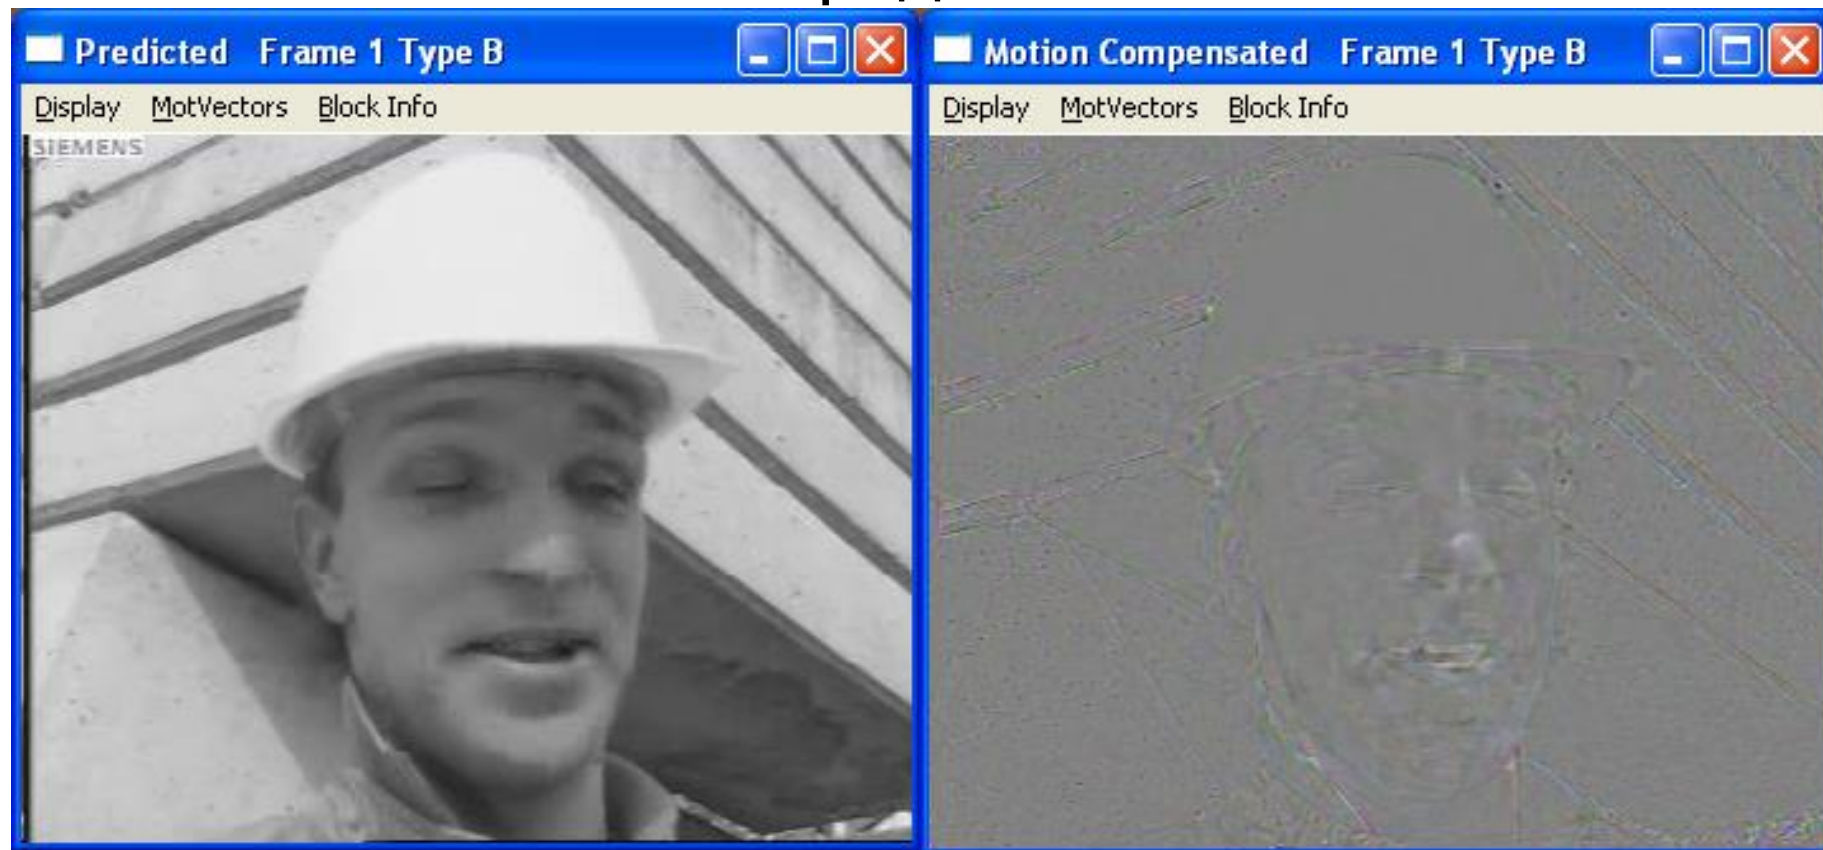 Predicted Frame 1 Type B
Display MotVectors Block Info
SIEMENS
Motion Compensated Frame 1 Type B
Display MotVectors Block Info